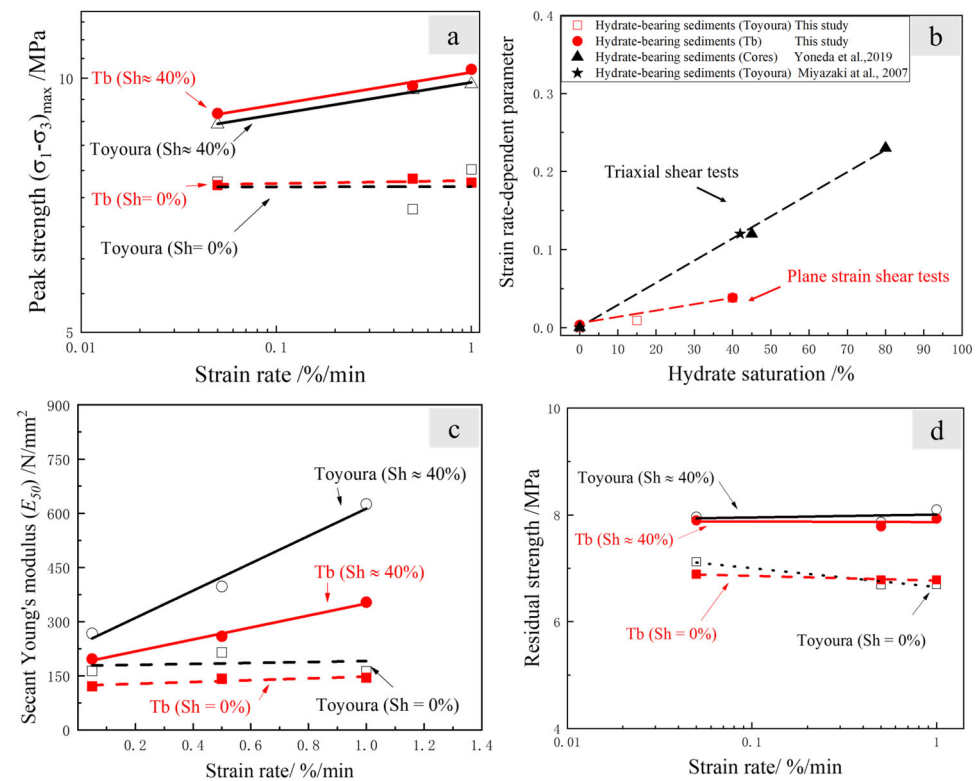 a
Peak strength (σ₁-σ₃)max /MPa
10
5
0.01
0.1
1
Strain rate /%/min
Tb (Sh≈ 40%)
Toyoura (Sh≈ 40%)
Tb (Sh= 0%)
Toyoura (Sh= 0%)
b
Strain rate-dependent parameter
0.4
0.3
0.2
0.1
0.0
0 10 20 30 40 50 60 70 80 90 100
Hydrate saturation /%
Hydrate-bearing sediments (Toyoura) This study
Hydrate-bearing sediments (Tb) This study
Hydrate-bearing sediments (Cores) Yoneda et al.,2019
Hydrate-bearing sediments (Toyoura) Miyazaki at al., 2007
Triaxial shear tests
Plane strain shear tests
c
Secant Young's modulus (E₅₀) /N/mm²
900
750
600
450
300
150
0
0.2 0.4 0.6 0.8 1.0 1.2 1.4
Strain rate/ %/min
Toyoura (Sh ≈ 40%)
Tb (Sh ≈ 40%)
Tb (Sh = 0%)
Toyoura (Sh = 0%)
d
Residual strength /MPa
10
8
6
4
0.01
0.1
1
Strain rate/ %/min
Toyoura (Sh ≈ 40%)
Tb (Sh ≈ 40%)
Tb (Sh = 0%)
Toyoura (Sh = 0%)